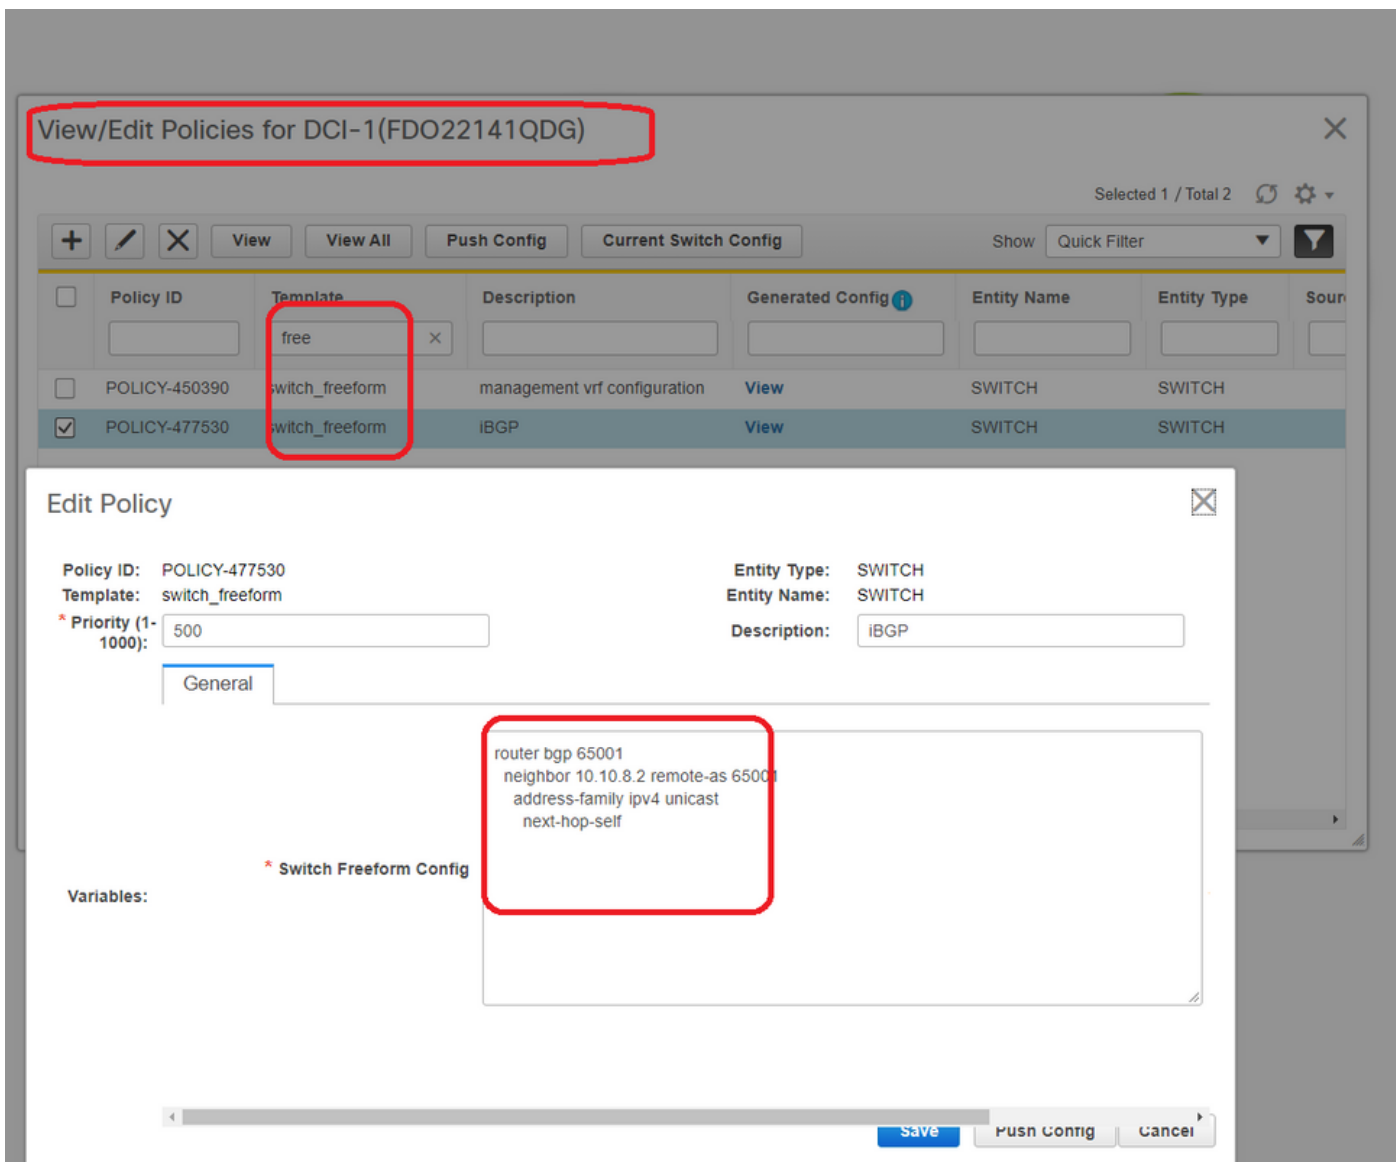 View/Edit Policies for DCI-1(FDO22141QDG)
Selected 1 / Total 2
View View All Push Config Current Switch Config Show Quick Filter
Policy ID Template Description Generated Config Entity Name Entity Type Sour
free
POLICY-450390 switch_freeform management vrf configuration View SWITCH SWITCH
POLICY-477530 switch_freeform iBGP View SWITCH SWITCH
Edit Policy
Policy ID: POLICY-477530 Entity Type: SWITCH
Template: switch_freeform Entity Name: SWITCH
* Priority (1-
1000): 500 Description: iBGP
General
router bgp 65001
neighbor 10.10.8.2 remote-as 65001
address-family ipv4 unicast
next-hop-self
* Switch Freeform Config
Variables:
Save Push Config Cancel